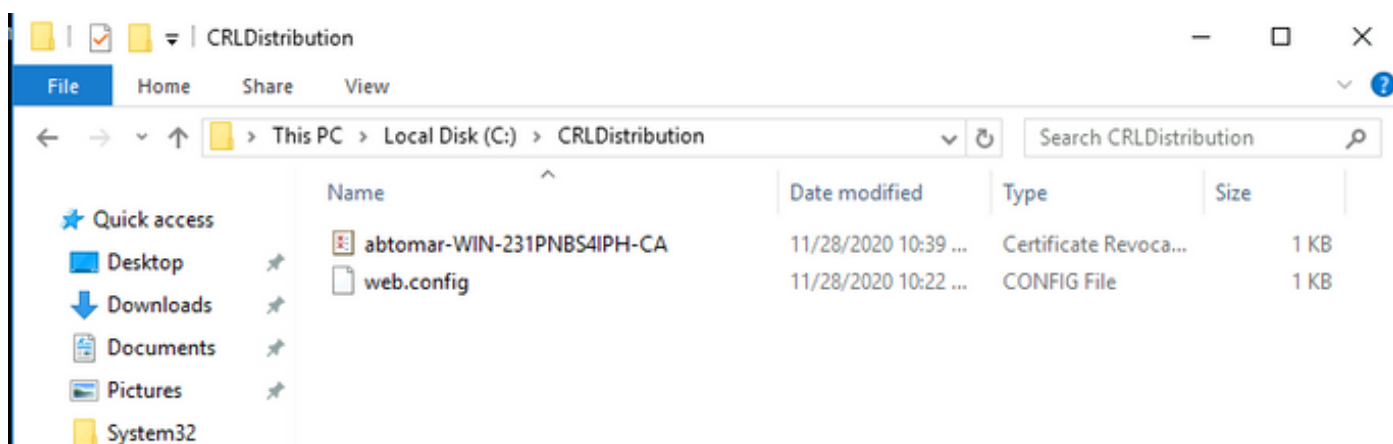 CRLDistribution
File Home Share View
This PC > Local Disk (C:) > CRLDistribution Search CRLDistribution
Name Date modified Type Size
Quick access
abtomar-WIN-231PNBS4IPH-CA 11/28/2020 10:39 ... Certificate Revoca... 1 KB
Desktop
web.config 11/28/2020 10:22 ... CONFIG File 1 KB
Downloads
Documents
Pictures
System32